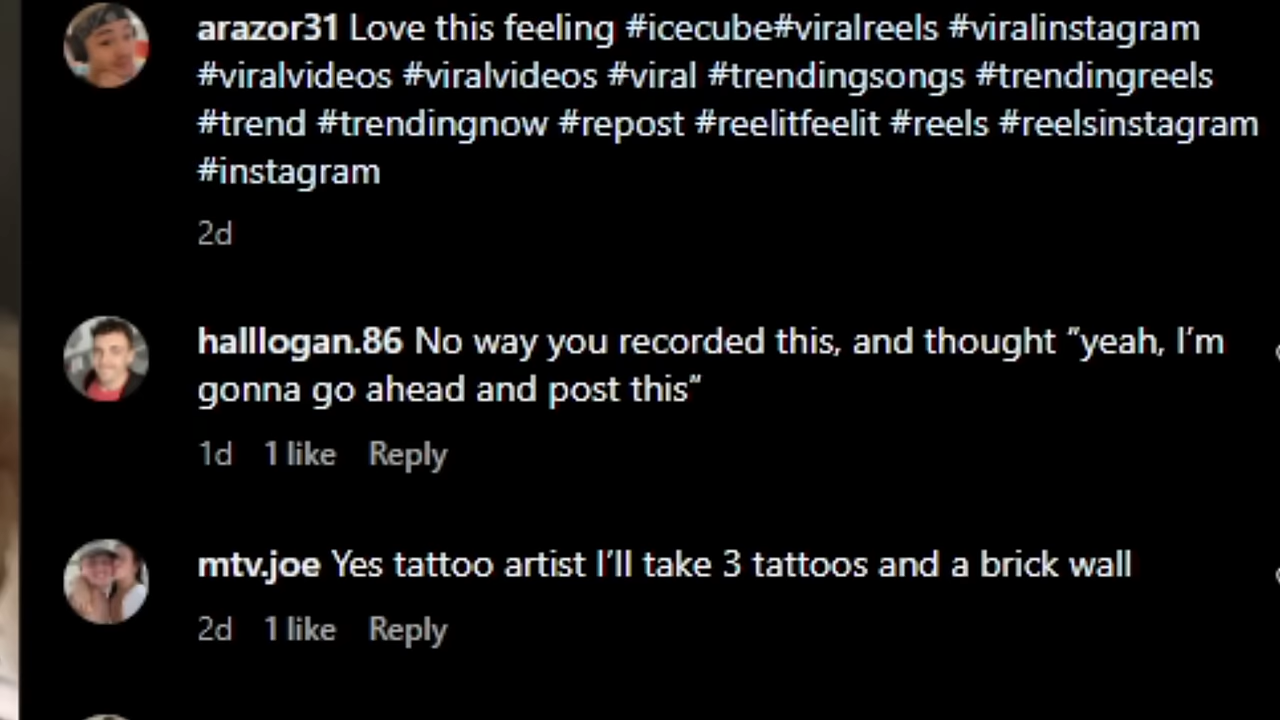 arazor31 Love this feeling #icecube#viralreels #viralinstagram
#viralvideos #viralvideos #viral #trendingsongs #trendingreels
#trend #trendingnow #repost #reelitfeelit #reels #reelsinstagram
#instagram
2d
halllogan.86 No way you recorded this, and thought “yeah, I’m
gonna go ahead and post this“
1d 1 like Reply
mtv.joe Yes tattoo artist I’ll take 3 tattoos and a brick wall
2d 1 like Reply